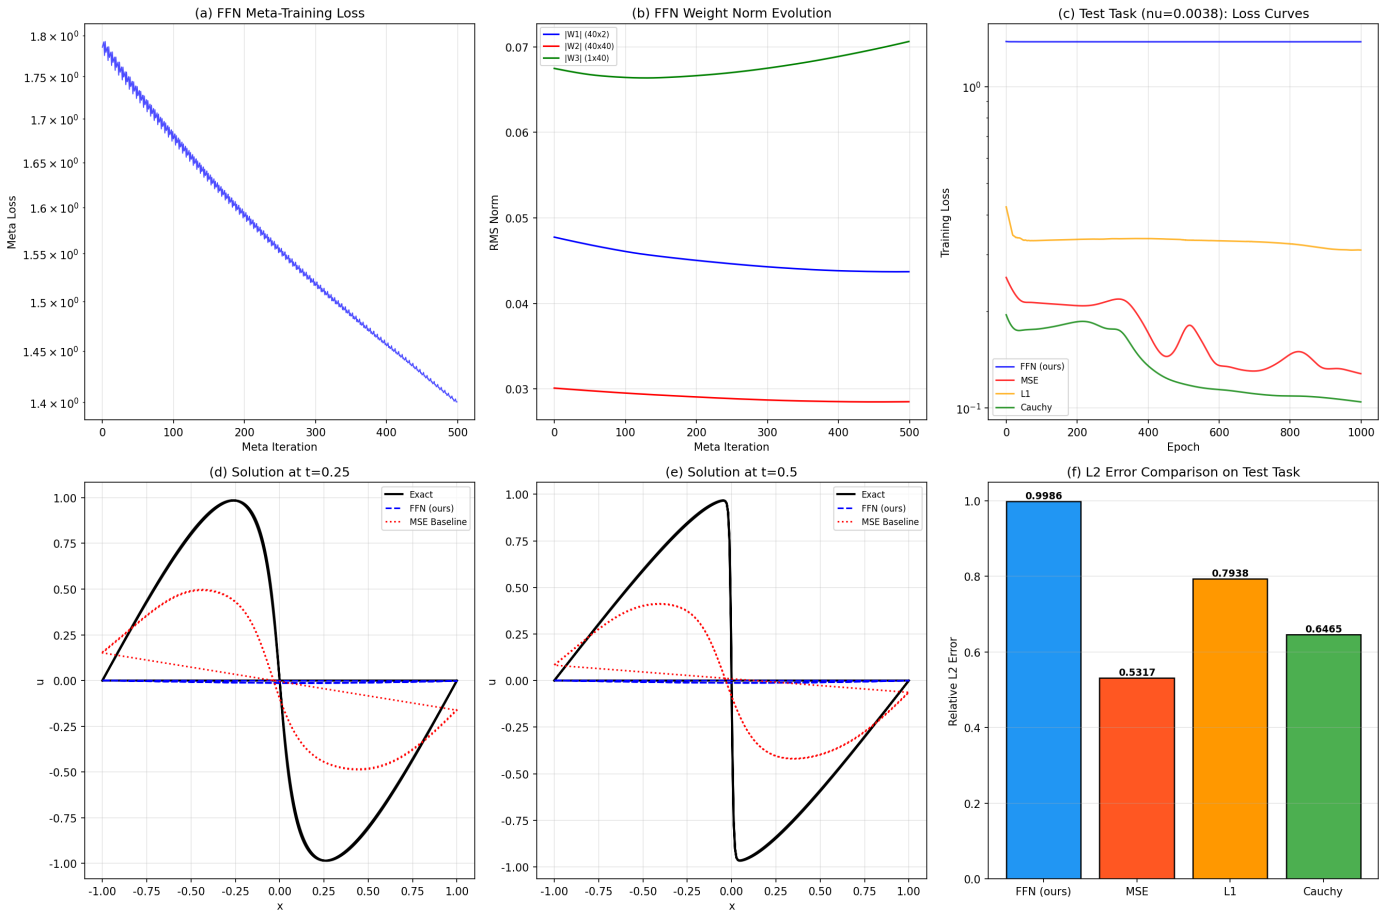 (a) FFN Meta-Training Loss
Meta Loss
1.8 × 10⁰
1.75 × 10⁰
1.7 × 10⁰
1.65 × 10⁰
1.6 × 10⁰
1.55 × 10⁰
1.5 × 10⁰
1.45 × 10⁰
1.4 × 10⁰
0 100 200 300 400 500
Meta Iteration
(b) FFN Weight Norm Evolution
|W1| (40x2)
|W2| (40x40)
|W3| (1x40)
RMS Norm
0.07
0.06
0.05
0.04
0.03
0 100 200 300 400 500
Meta Iteration
(c) Test Task (nu=0.0038): Loss Curves
Training Loss
10⁰
10⁻¹
FFN (ours)
MSE
L1
Cauchy
0 200 400 600 800 1000
Epoch
(d) Solution at t=0.25
Exact
FFN (ours)
MSE Baseline
u
1.00
0.75
0.50
0.25
0.00
-0.25
-0.50
-0.75
-1.00
-1.00 -0.75 -0.50 -0.25 0.00 0.25 0.50 0.75 1.00
x
(e) Solution at t=0.5
Exact
FFN (ours)
MSE Baseline
u
1.00
0.75
0.50
0.25
0.00
-0.25
-0.50
-0.75
-1.00
-1.00 -0.75 -0.50 -0.25 0.00 0.25 0.50 0.75 1.00
x
(f) L2 Error Comparison on Test Task
Relative L2 Error
1.0
0.8
0.6
0.4
0.2
0.0
0.9986
0.5317
0.7938
0.6465
FFN (ours) MSE L1 Cauchy